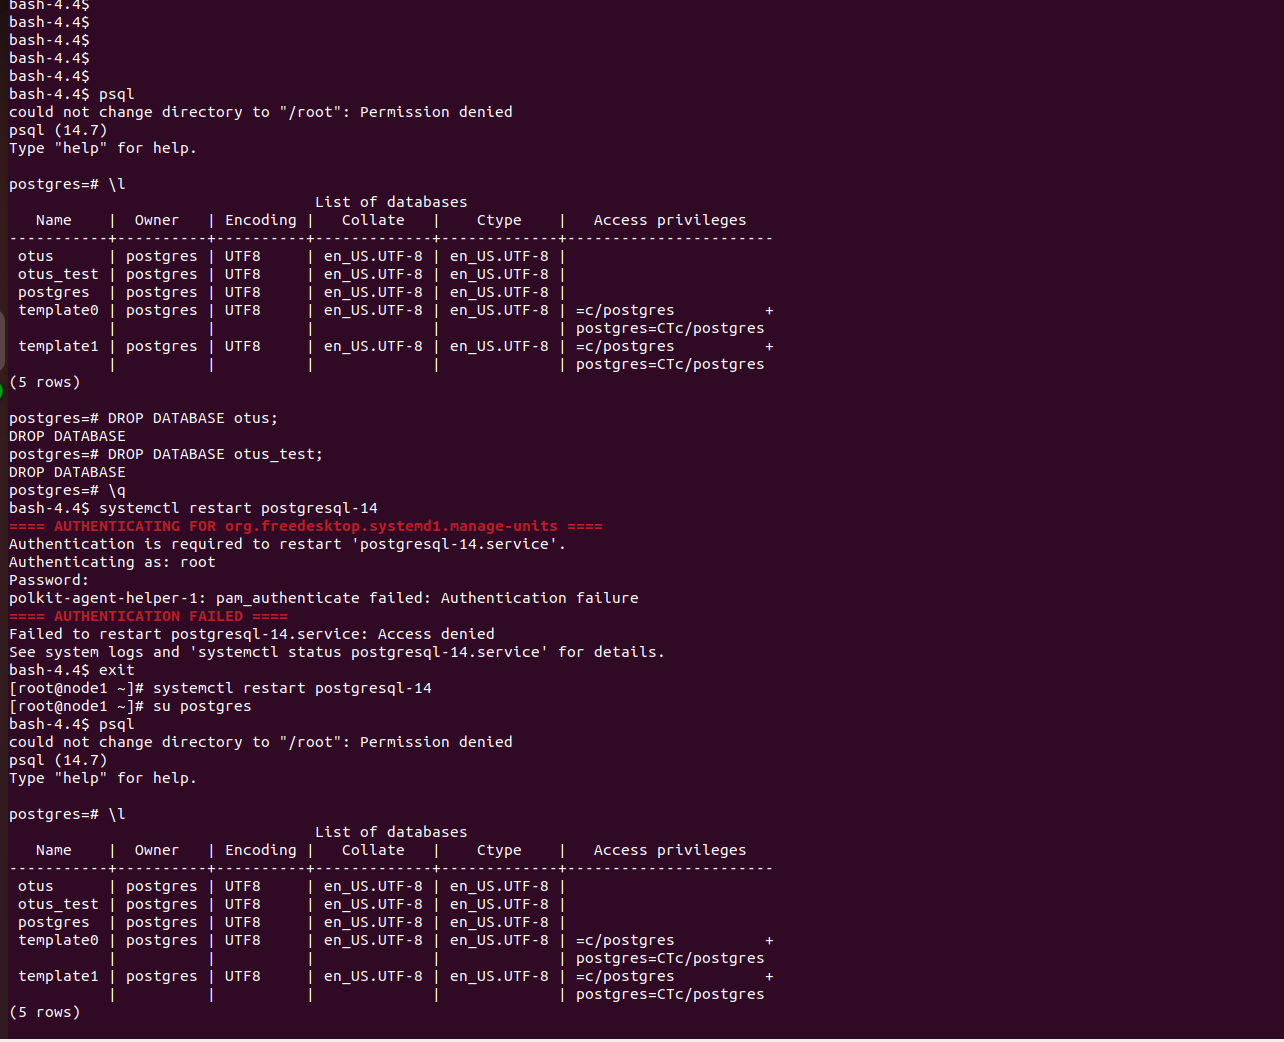 bash-4.4$
bash-4.4$
bash-4.4$
bash-4.4$
bash-4.4$
bash-4.4$ psql
could not change directory to "/root": Permission denied
psql (14.7)
Type "help" for help.

postgres=# \l
                                  List of databases
   Name    |  Owner   | Encoding |   Collate   |    Ctype    |   Access privileges
-----------+----------+----------+-------------+-------------+-----------------------
 otus      | postgres | UTF8     | en_US.UTF-8 | en_US.UTF-8 |
 otus_test | postgres | UTF8     | en_US.UTF-8 | en_US.UTF-8 |
 postgres  | postgres | UTF8     | en_US.UTF-8 | en_US.UTF-8 |
 template0 | postgres | UTF8     | en_US.UTF-8 | en_US.UTF-8 | =c/postgres          +
           |          |          |             |             | postgres=CTc/postgres
 template1 | postgres | UTF8     | en_US.UTF-8 | en_US.UTF-8 | =c/postgres          +
           |          |          |             |             | postgres=CTc/postgres
(5 rows)

postgres=# DROP DATABASE otus;
DROP DATABASE
postgres=# DROP DATABASE otus_test;
DROP DATABASE
postgres=# \q
bash-4.4$ systemctl restart postgresql-14
==== AUTHENTICATING FOR org.freedesktop.systemd1.manage-units ====
Authentication is required to restart 'postgresql-14.service'.
Authenticating as: root
Password:
polkit-agent-helper-1: pam_authenticate failed: Authentication failure
==== AUTHENTICATION FAILED ====
Failed to restart postgresql-14.service: Access denied
See system logs and 'systemctl status postgresql-14.service' for details.
bash-4.4$ exit
[root@node1 ~]# systemctl restart postgresql-14
[root@node1 ~]# su postgres
bash-4.4$ psql
could not change directory to "/root": Permission denied
psql (14.7)
Type "help" for help.

postgres=# \l
                                  List of databases
   Name    |  Owner   | Encoding |   Collate   |    Ctype    |   Access privileges
-----------+----------+----------+-------------+-------------+-----------------------
 otus      | postgres | UTF8     | en_US.UTF-8 | en_US.UTF-8 |
 otus_test | postgres | UTF8     | en_US.UTF-8 | en_US.UTF-8 |
 postgres  | postgres | UTF8     | en_US.UTF-8 | en_US.UTF-8 |
 template0 | postgres | UTF8     | en_US.UTF-8 | en_US.UTF-8 | =c/postgres          +
           |          |          |             |             | postgres=CTc/postgres
 template1 | postgres | UTF8     | en_US.UTF-8 | en_US.UTF-8 | =c/postgres          +
           |          |          |             |             | postgres=CTc/postgres
(5 rows)